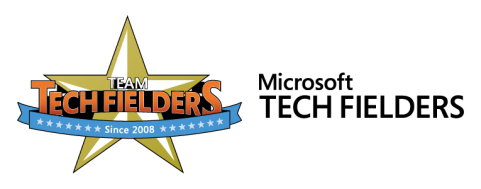 TEAM
TECH FIELDERS
Since 2008
Microsoft
TECH FIELDERS